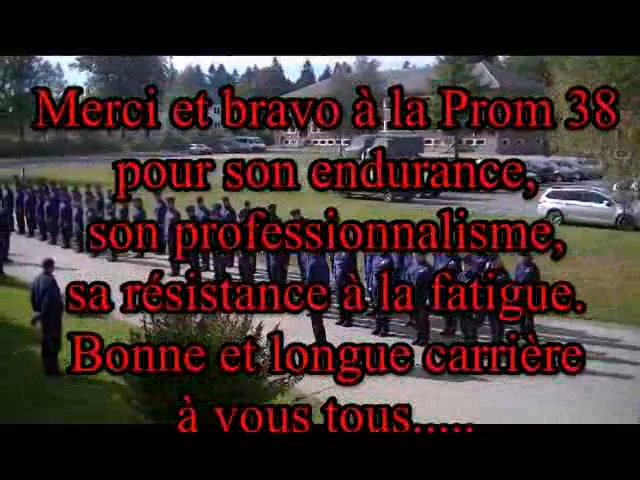 Merci et bravo à la Prom 38
pour son endurance,
son professionnalisme,
sa résistance à la fatigue.
Bonne et longue carrière
à vous tous.....